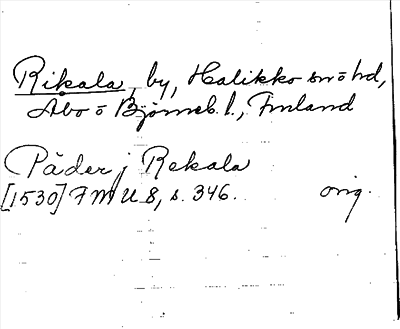 Rikala, by, Halikko sn o hd,
Åbo o Björneb. l., Finland
Päder j Rekala
[1530] FMU 8, s. 346. orig.